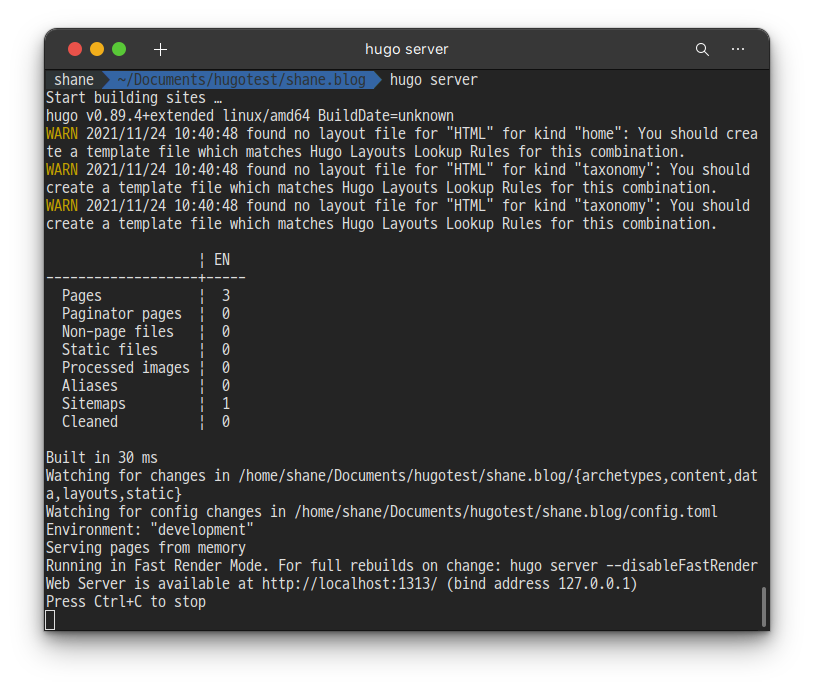 hugo server
shane ~/Documents/hugotest/shane.blog hugo server
Start building sites …
hugo v0.89.4+extended linux/amd64 BuildDate=unknown
WARN 2021/11/24 10:40:48 found no layout file for "HTML" for kind "home": You should crea
te a template file which matches Hugo Layouts Lookup Rules for this combination.
WARN 2021/11/24 10:40:48 found no layout file for "HTML" for kind "taxonomy": You should
create a template file which matches Hugo Layouts Lookup Rules for this combination.
WARN 2021/11/24 10:40:48 found no layout file for "HTML" for kind "taxonomy": You should
create a template file which matches Hugo Layouts Lookup Rules for this combination.
                   | EN
-------------------+-----
  Pages            |  3
  Paginator pages  |  0
  Non-page files   |  0
  Static files     |  0
  Processed images |  0
  Aliases          |  0
  Sitemaps         |  1
  Cleaned          |  0
Built in 30 ms
Watching for changes in /home/shane/Documents/hugotest/shane.blog/{archetypes,content,dat
a,layouts,static}
Watching for config changes in /home/shane/Documents/hugotest/shane.blog/config.toml
Environment: "development"
Serving pages from memory
Running in Fast Render Mode. For full rebuilds on change: hugo server --disableFastRender
Web Server is available at http://localhost:1313/ (bind address 127.0.0.1)
Press Ctrl+C to stop